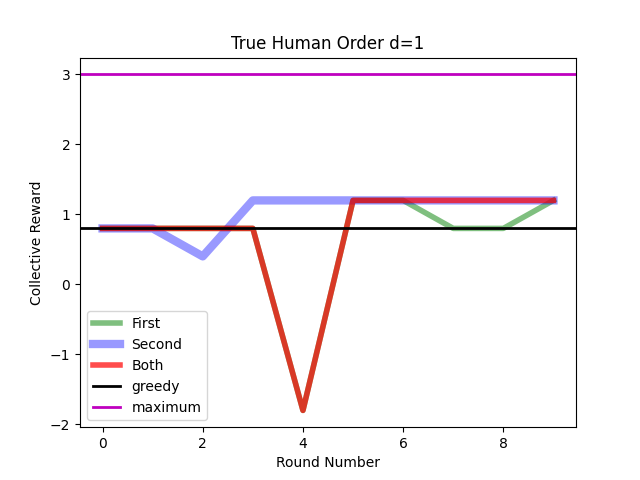 True Human Order d=1
Collective Reward
3
2
1
0
−1
−2
First
Second
Both
greedy
maximum
0 2 4 6 8
Round Number